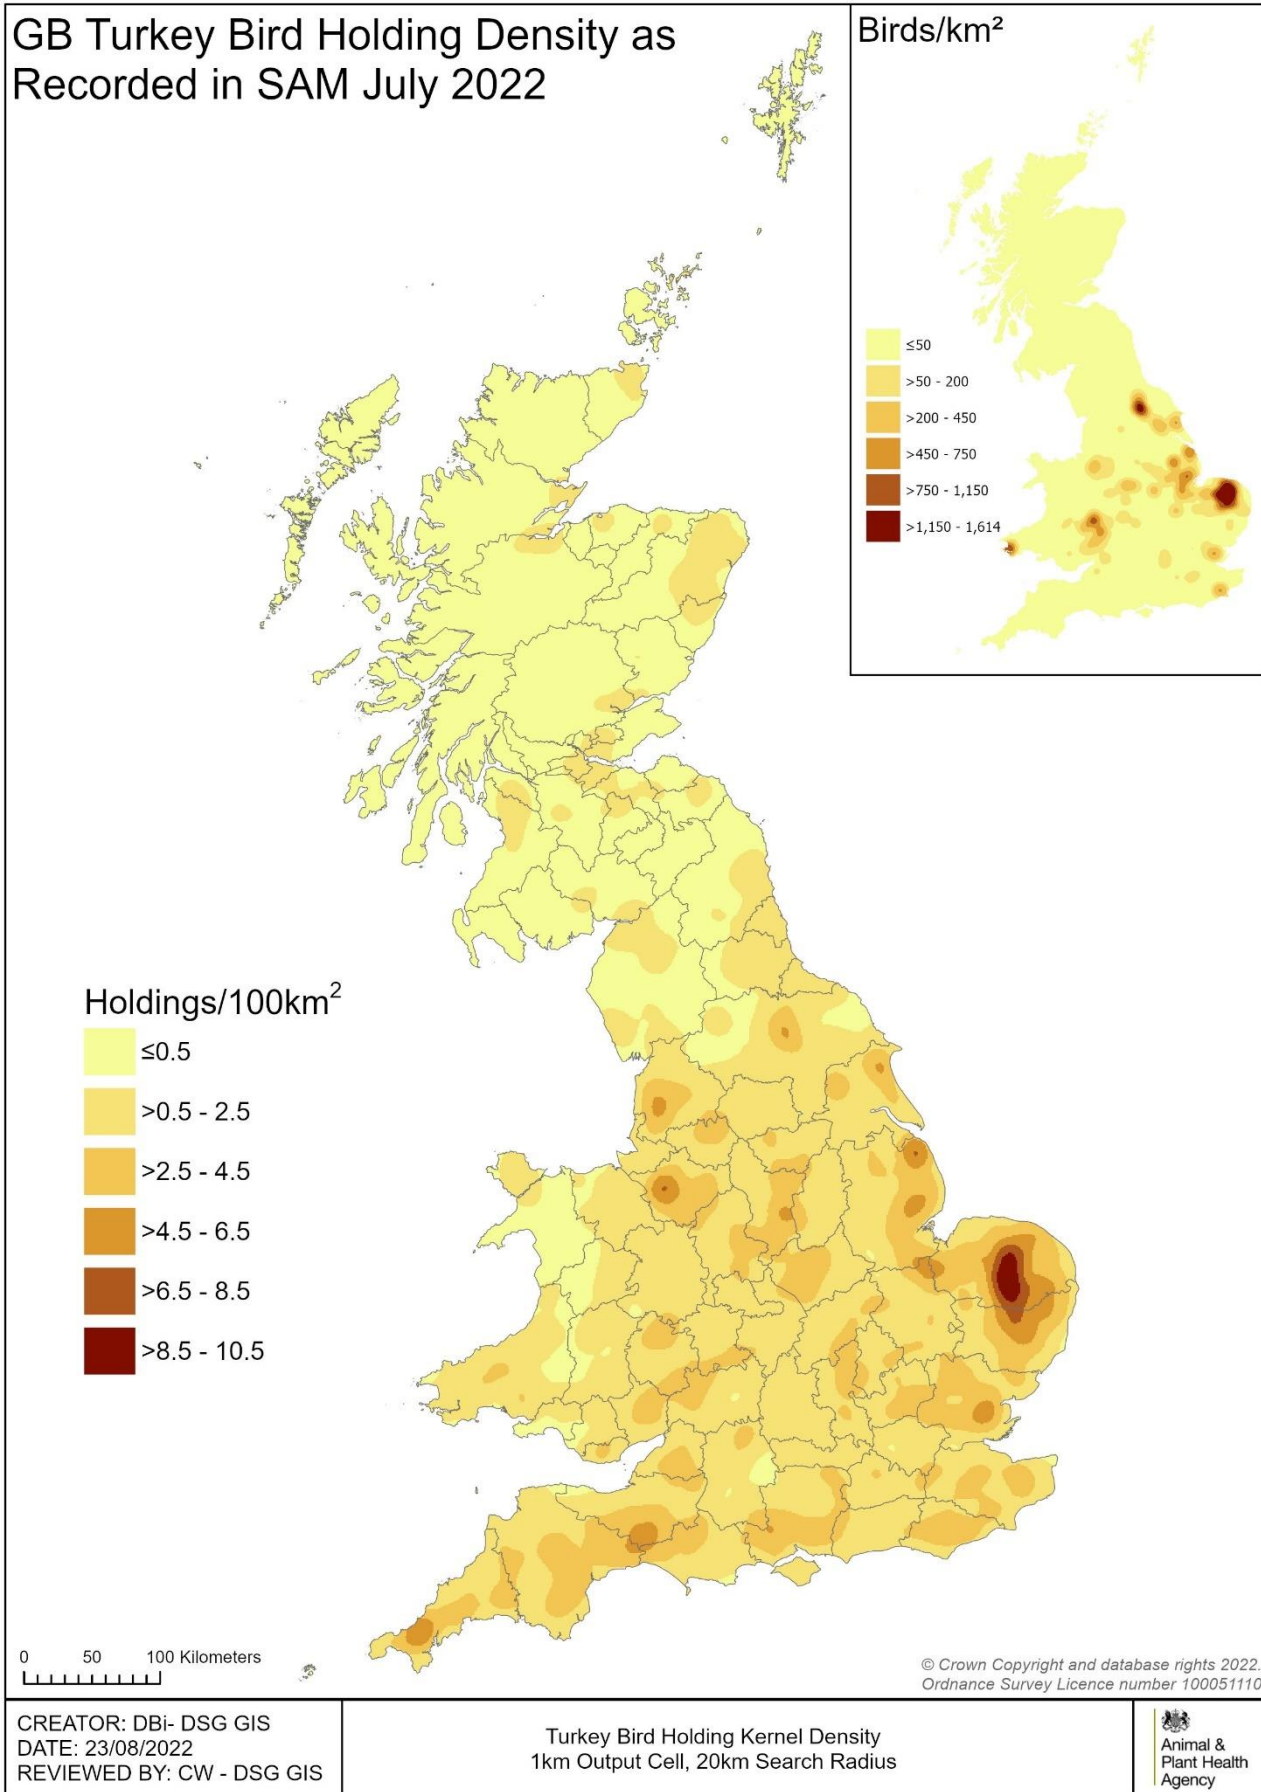 GB Turkey Bird Holding Density as
Recorded in SAM July 2022
Birds/km²
≤50
>50 - 200
>200 - 450
>450 - 750
>750 - 1,150
>1,150 - 1,614
Holdings/100km²
≤0.5
>0.5 - 2.5
>2.5 - 4.5
>4.5 - 6.5
>6.5 - 8.5
>8.5 - 10.5
0 50 100 Kilometers
© Crown Copyright and database rights 2022.
Ordnance Survey Licence number 100051110
CREATOR: DBi- DSG GIS
DATE: 23/08/2022
REVIEWED BY: CW - DSG GIS
Turkey Bird Holding Kernel Density
1km Output Cell, 20km Search Radius
Animal &
Plant Health
Agency